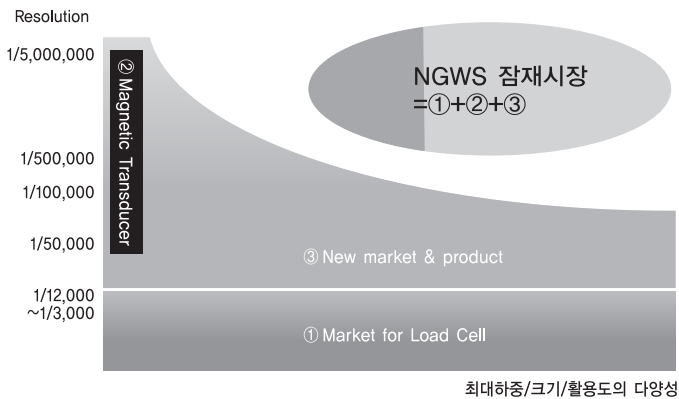 Resolution
1/5,000,000
② Magnetic Transducer
NGWS 잠재시장
=①+②+③
1/500,000
1/100,000
1/50,000
③ New market & product
1/12,000
~1/3,000
① Market for Load Cell
최대하중/크기/활용도의 다양성